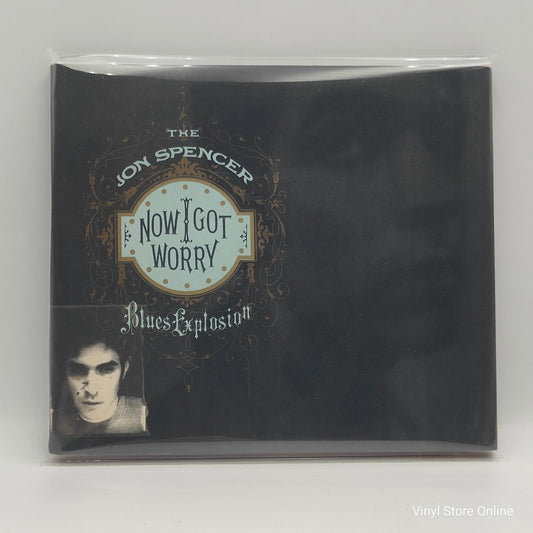 THE
JON SPENCER
NOW I GOT
WORRY
Blues Explosion
Vinyl Store Online